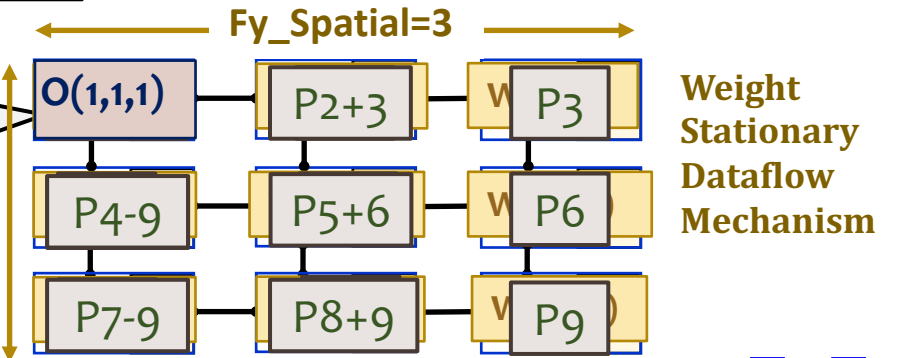 Fy_Spatial=3
O(1,1,1) P2+3 P3
P4-9 P5+6 P6
P7-9 P8+9 P9
Weight
Stationary
Dataflow
Mechanism